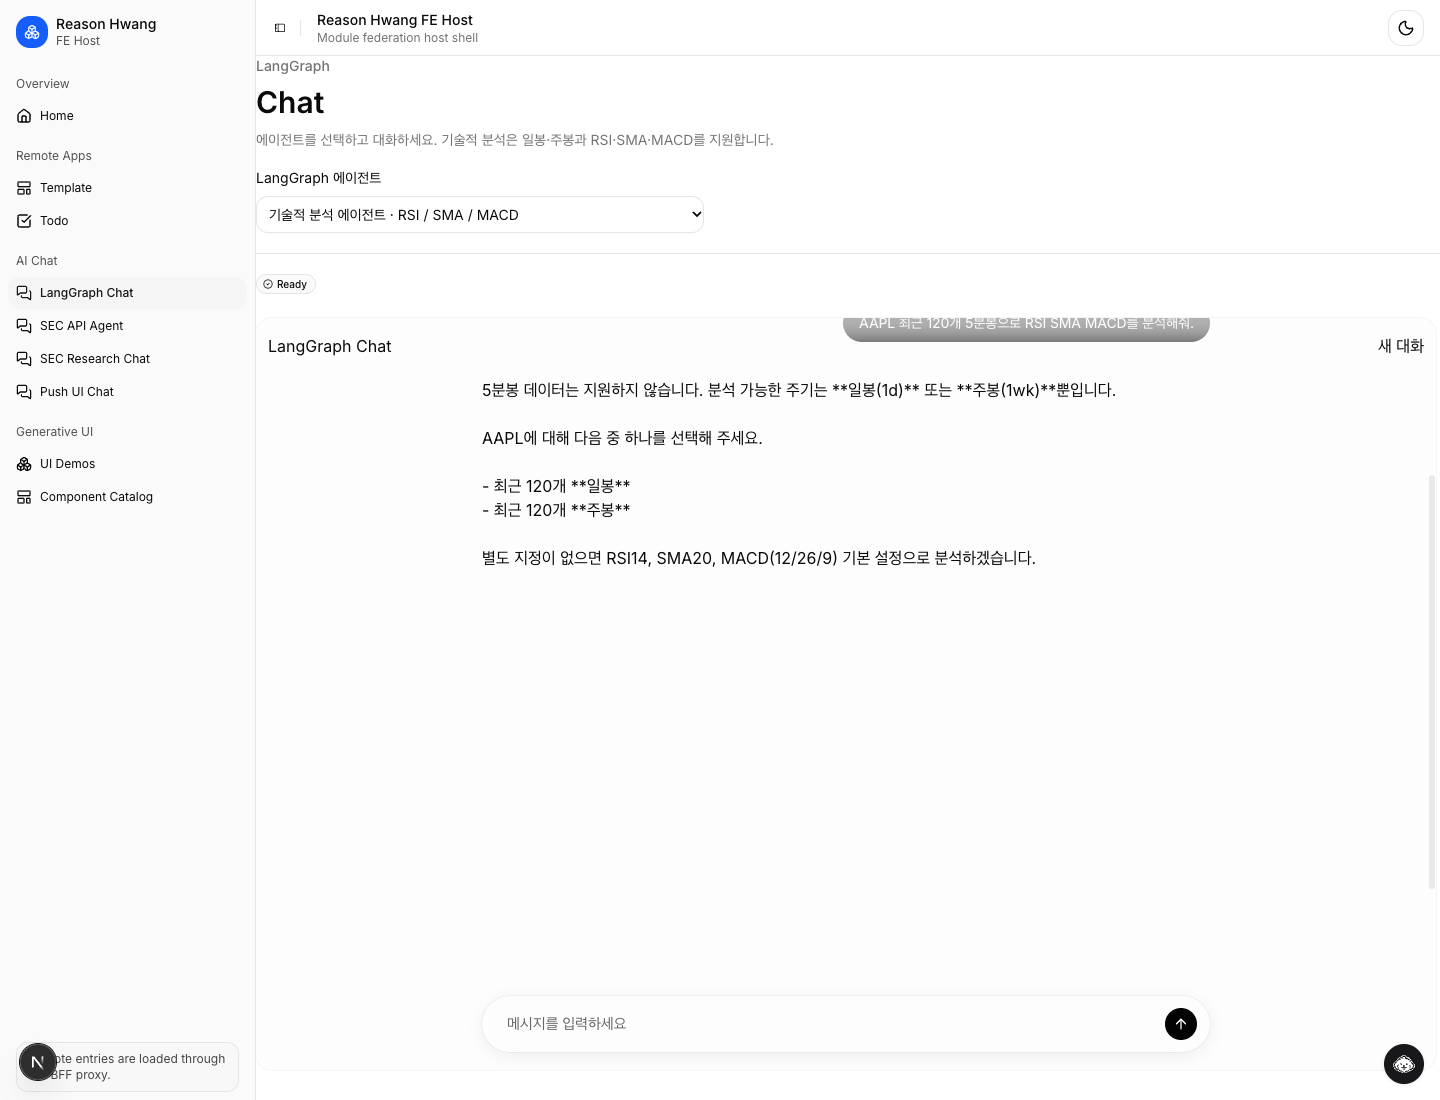 Reason Hwang
FE Host
Overview
Home
Remote Apps
Template
Todo
AI Chat
LangGraph Chat
SEC API Agent
SEC Research Chat
Push UI Chat
Generative UI
UI Demos
Component Catalog
ote entries are loaded through
BFF proxy.
N
Reason Hwang FE Host
Module federation host shell
LangGraph
Chat
에이전트를 선택하고 대화하세요. 기술적 분석은 일봉·주봉과 RSI·SMA·MACD를 지원합니다.
LangGraph 에이전트
기술적 분석 에이전트 · RSI / SMA / MACD
Ready
AAPL 최근 120개 5분봉으로 RSI SMA MACD를 분석해줘.
LangGraph Chat
새 대화
5분봉 데이터는 지원하지 않습니다. 분석 가능한 주기는 **일봉(1d)** 또는 **주봉(1wk)**뿐입니다.
AAPL에 대해 다음 중 하나를 선택해 주세요.
- 최근 120개 **일봉**
- 최근 120개 **주봉**
별도 지정이 없으면 RSI14, SMA20, MACD(12/26/9) 기본 설정으로 분석하겠습니다.
메시지를 입력하세요